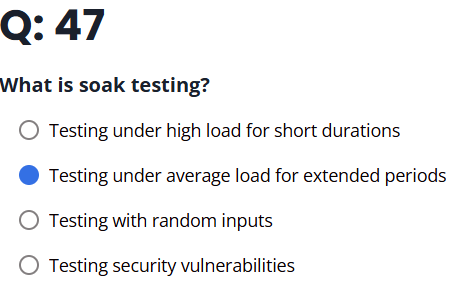 Q: 47
What is soak testing?
Testing under high load for short durations
Testing under average load for extended periods
Testing with random inputs
Testing security vulnerabilities